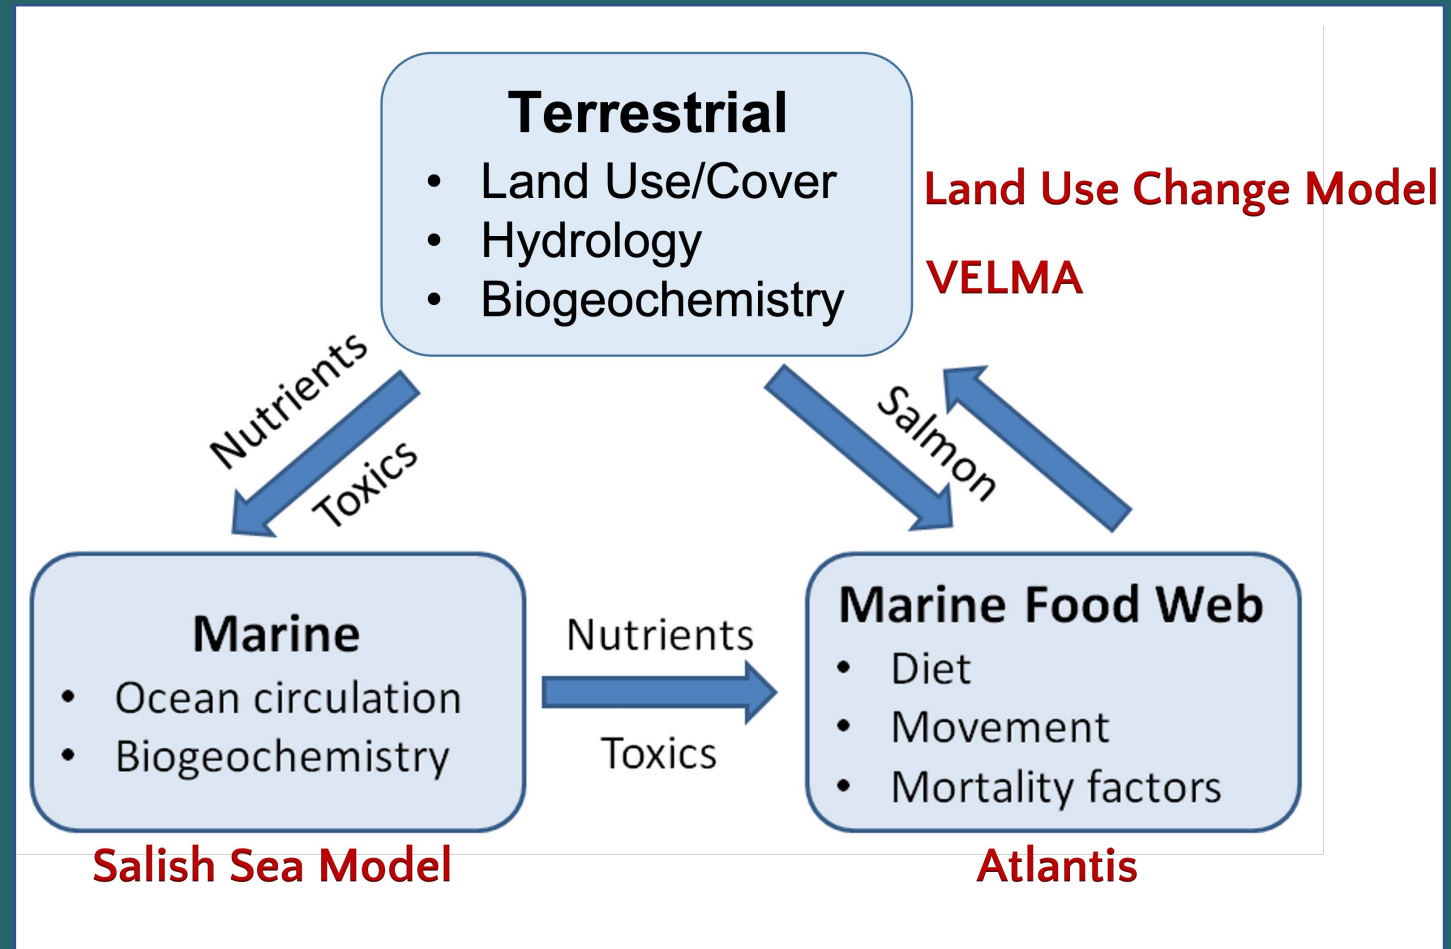 Terrestrial
• Land Use/Cover
• Hydrology
• Biogeochemistry
Land Use Change Model
VELMA
Nutrients
Toxics
Salmon
Marine
• Ocean circulation
• Biogeochemistry
Nutrients
Toxics
Marine Food Web
• Diet
• Movement
• Mortality factors
Salish Sea Model
Atlantis